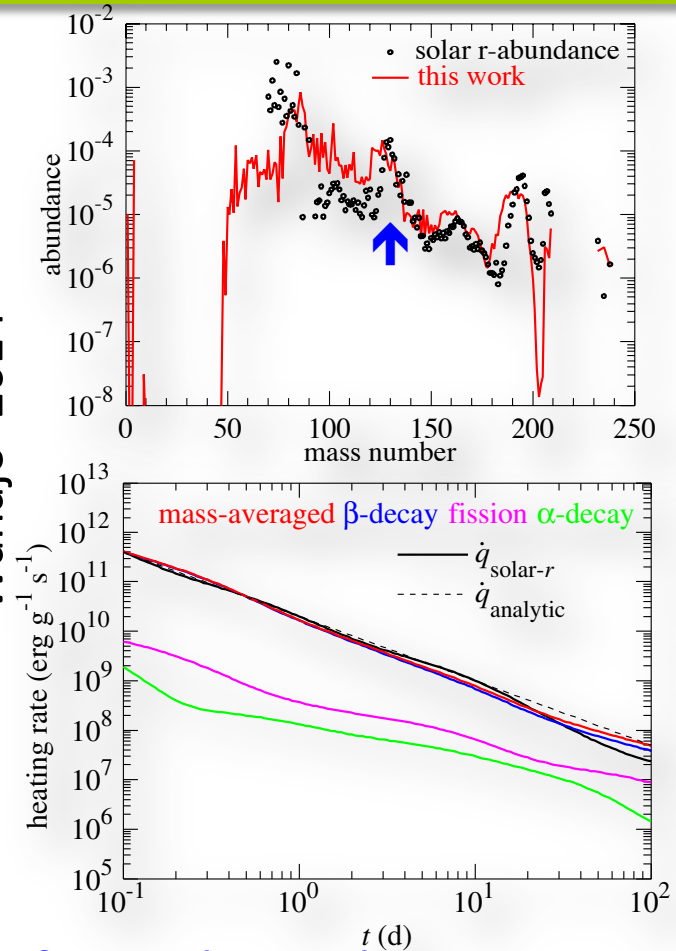 10^-2
10^-3
10^-4
10^-5
10^-6
10^-7
10^-8
abundance
solar r-abundance
this work
0 50 100 150 200 250
mass number
10^13
10^12
10^11
10^10
10^9
10^8
10^7
10^6
10^5
heating rate (erg g^-1 s^-1)
mass-averaged β-decay fission α-decay
q̇_solar-r
q̇_analytic
10^-1 10^0 10^1 10^2
t (d)